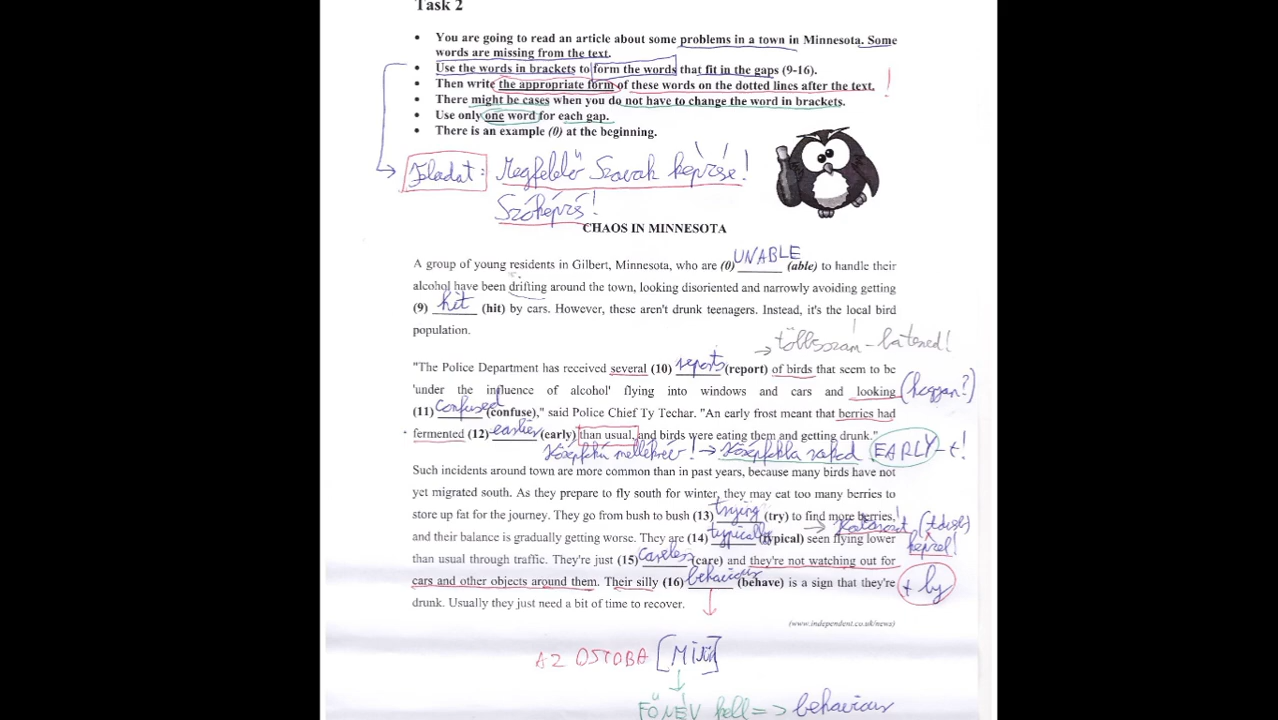 Task 2
• You are going to read an article about some problems in a town in Minnesota. Some
words are missing from the text.
• Use the words in brackets to form the words that fit in the gaps (9-16).
• Then write the appropriate form of these words on the dotted lines after the text. !
• There might be cases when you do not have to change the word in brackets.
• Use only one word for each gap.
• There is an example (0) at the beginning.
Feladat: Megfelelő Szavak képzése!
Szóképzés!
CHAOS IN MINNESOTA
A group of young residents in Gilbert, Minnesota, who are (0) UNABLE (able) to handle their
alcohol have been drifting around the town, looking disoriented and narrowly avoiding getting
(9) hit (hit) by cars. However, these aren't drunk teenagers. Instead, it's the local bird
population.
→ többesszám
"The Police Department has received several (10) reports (report) of birds that seem to be
'under the influence of alcohol' flying into windows and cars and looking (hogyan?)
(11) confused (confuse)," said Police Chief Ty Techar. "An early frost meant that berries had
fermented (12) earlier (early) than usual, and birds were eating them and getting drunk."
Középfokú melléknév! → Középfokba raked EARLY-t!
Such incidents around town are more common than in past years, because many birds have not
yet migrated south. As they prepare to fly south for winter, they may eat too many berries to
store up fat for the journey. They go from bush to bush (13) trying (try) to find more berries,
and their balance is gradually getting worse. They are (14) typically (typical) seen flying lower
than usual through traffic. They're just (15) careless (care) and they're not watching out for
cars and other objects around them. Their silly (16) behaviour (behave) is a sign that they're
+ ly
drunk. Usually they just need a bit of time to recover.
(www.independent.co.uk/news)
AZ OSTOBA
FŐNÉV kell => behaviour